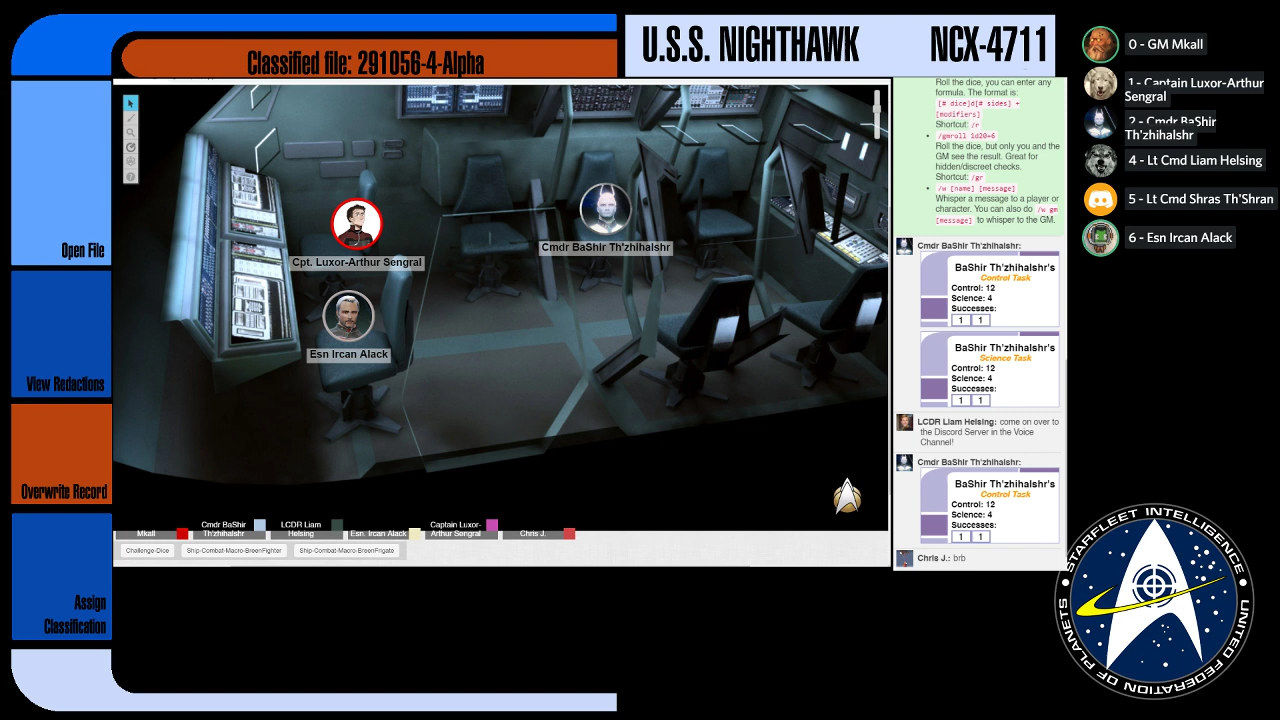 Classified file: 291056-4-Alpha
U.S.S. NIGHTHAWK NCX-4711
Open File
View Redactions
Overwrite Record
Assign
Classification
Cpt. Luxor-Arthur Sengral
Cmdr BaShir Th'zhihalshr
Esn Ircan Alack
Mkall
Cmdr BaShir
Th'zhihalshr
LCDR Liam
Helsing
Esn. Ircan Alack
Captain Luxor-
Arthur Sengral
Chris J.
Challenge-Dice
Ship-Combat-Macro-BreenFighter
Ship-Combat-Macro-BreenFrigate
Roll the dice, you can enter any
formula. The format is:
[# dice]d[# sides] +
[modifiers]
Shortcut: /r
• /gmroll 1d20+6
Roll the dice, but only you and the
GM see the result. Great for
hidden/discreet checks.
Shortcut: /gr
• /w [name] [message]
Whisper a message to a player or
character. You can also do /w gm
[message] to whisper to the GM.
Cmdr BaShir Th'zhihalshr:
BaShir Th'zhihalshr's
Control Task
Control: 12
Science: 4
Successes:
1 1
BaShir Th'zhihalshr's
Science Task
Control: 12
Science: 4
Successes:
1 1
LCDR Liam Helsing: come on over to
the Discord Server in the Voice
Channel!
Cmdr BaShir Th'zhihalshr:
BaShir Th'zhihalshr's
Control Task
Control: 12
Science: 4
Successes:
1 1
Chris J.: brb
0 - GM Mkall
1 - Captain Luxor-Arthur
Sengral
2 - Cmdr BaShir
Th'zhihalshr
4 - Lt Cmd Liam Helsing
5 - Lt Cmd Shras Th'Shran
6 - Esn Ircan Alack
STARFLEET INTELLIGENCE
UNITED FEDERATION OF PLANETS